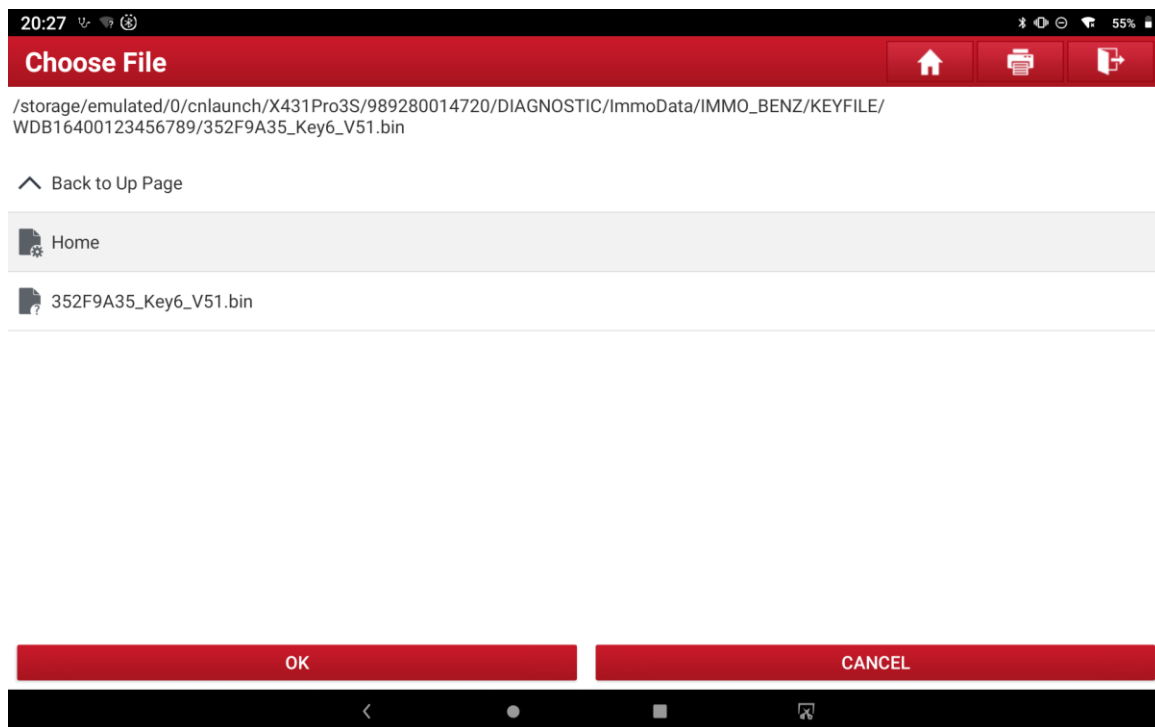 20:27
55%
Choose File
/storage/emulated/0/cnlaunch/X431Pro3S/989280014720/DIAGNOSTIC/ImmoData/IMMO_BENZ/KEYFILE/
WDB16400123456789/352F9A35_Key6_V51.bin
Back to Up Page
Home
352F9A35_Key6_V51.bin
OK
CANCEL